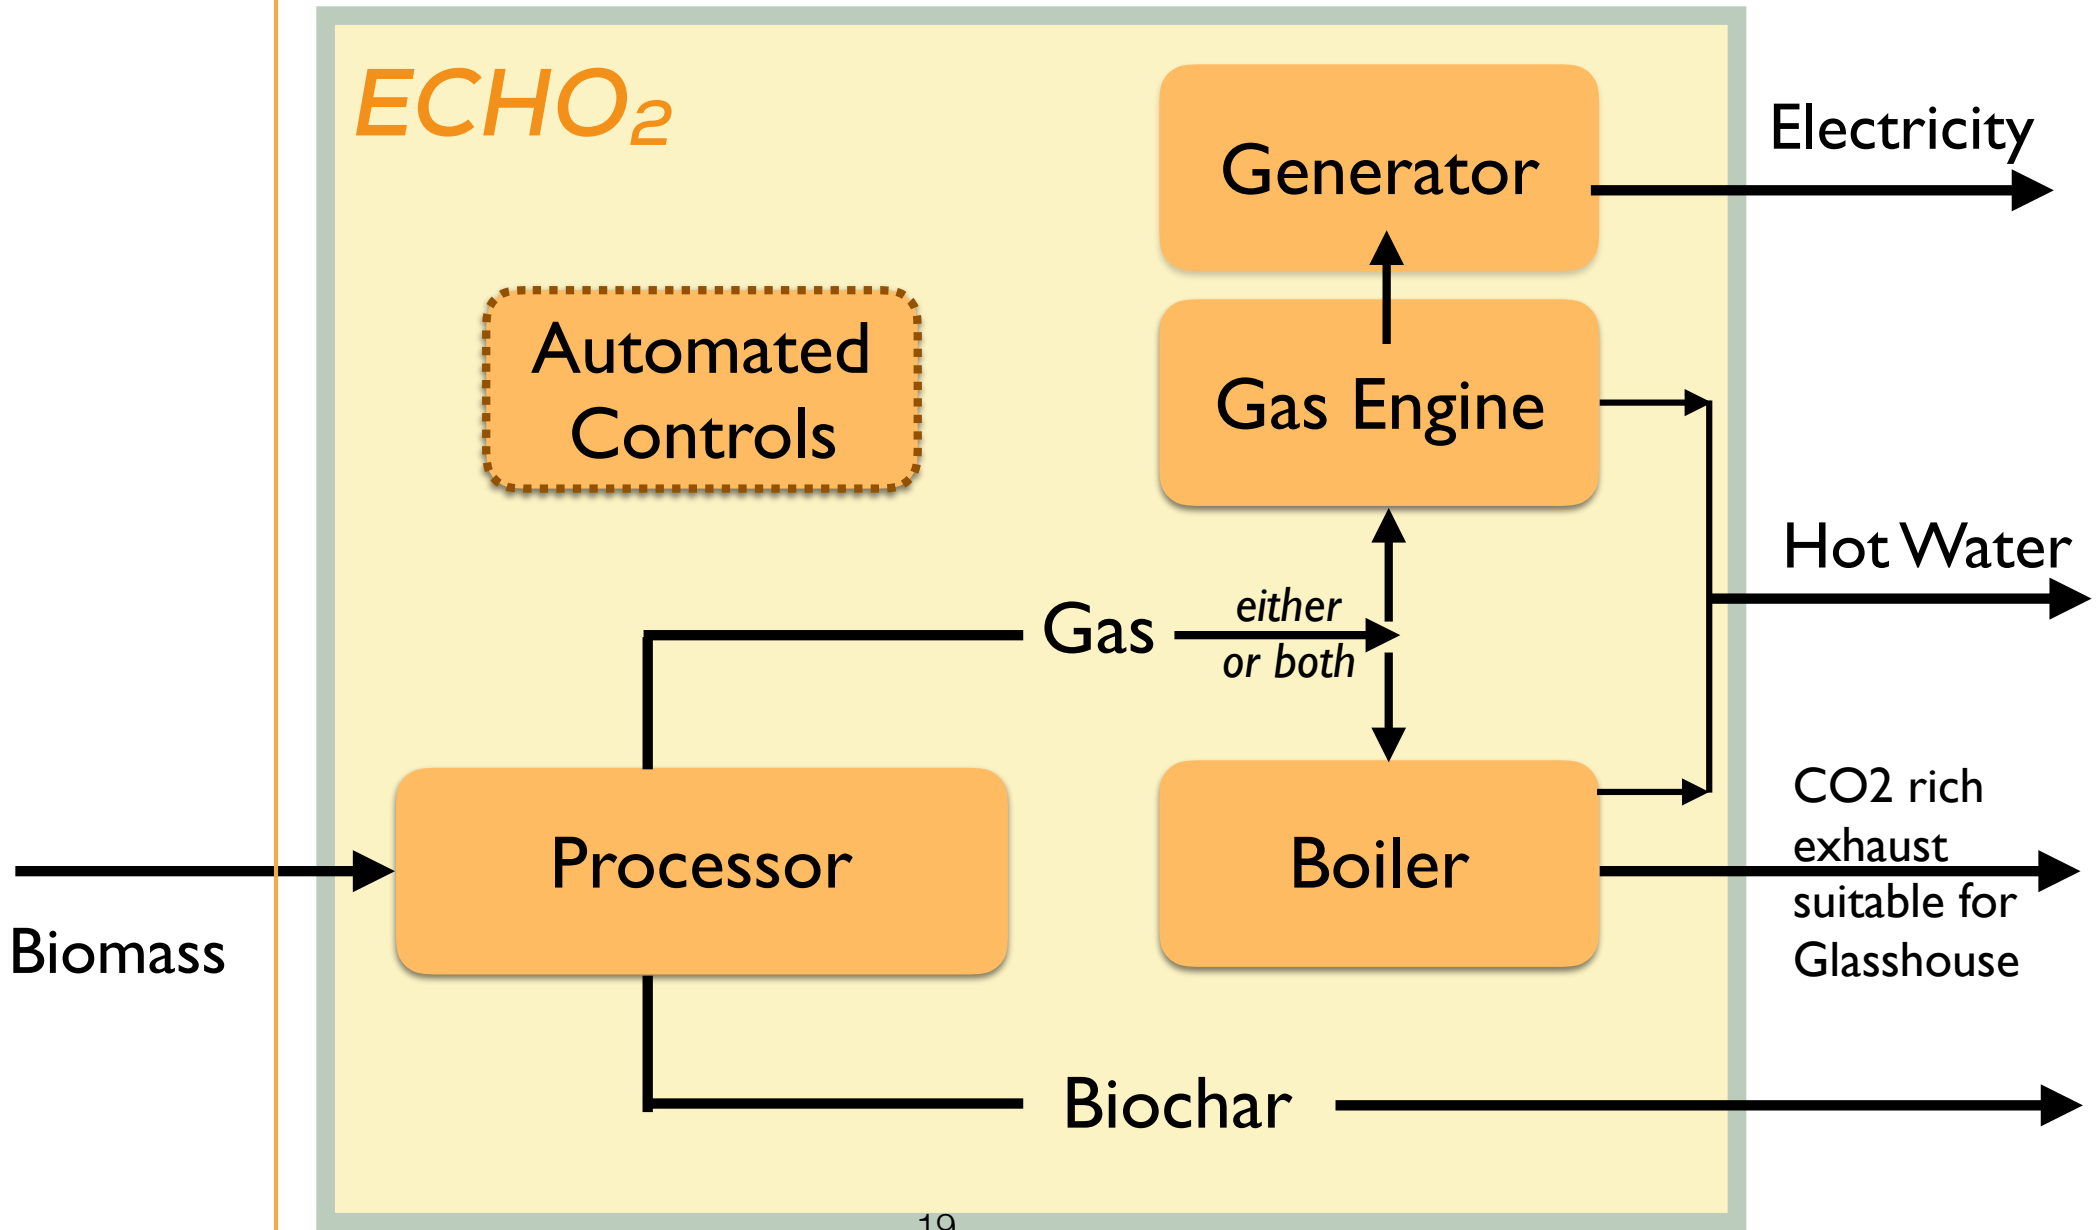 ECHO₂
Generator
Electricity
Automated
Controls
Gas Engine
Hot Water
Gas
either
or both
CO2 rich
exhaust
suitable for
Glasshouse
Processor
Boiler
Biomass
Biochar
19